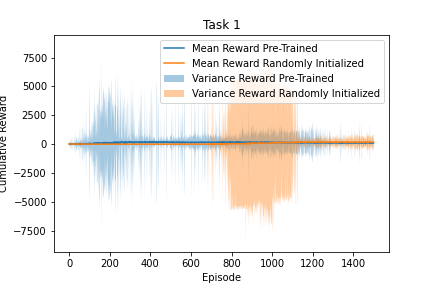 Task 1
Mean Reward Pre-Trained
Mean Reward Randomly Initialized
Variance Reward Pre-Trained
Variance Reward Randomly Initialized
7500
5000
2500
0
−2500
−5000
−7500
Cumulative Reward
0 200 400 600 800 1000 1200 1400
Episode